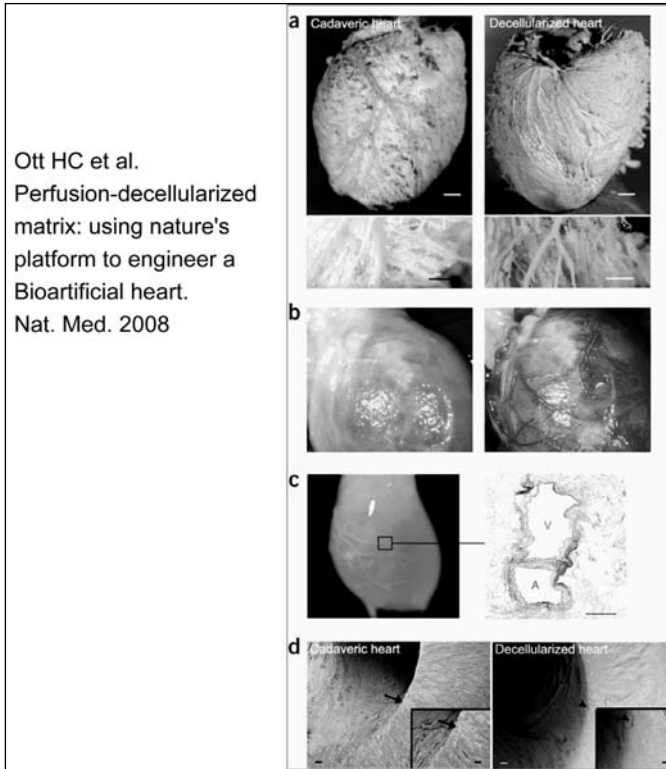 Ott HC et al.
Perfusion-decellularized
matrix: using nature's
platform to engineer a
Bioartificial heart.
Nat. Med. 2008
a
Cadaveric heart
Decellularized heart
b
c
V
A
d
Cadaveric heart
Decellularized heart